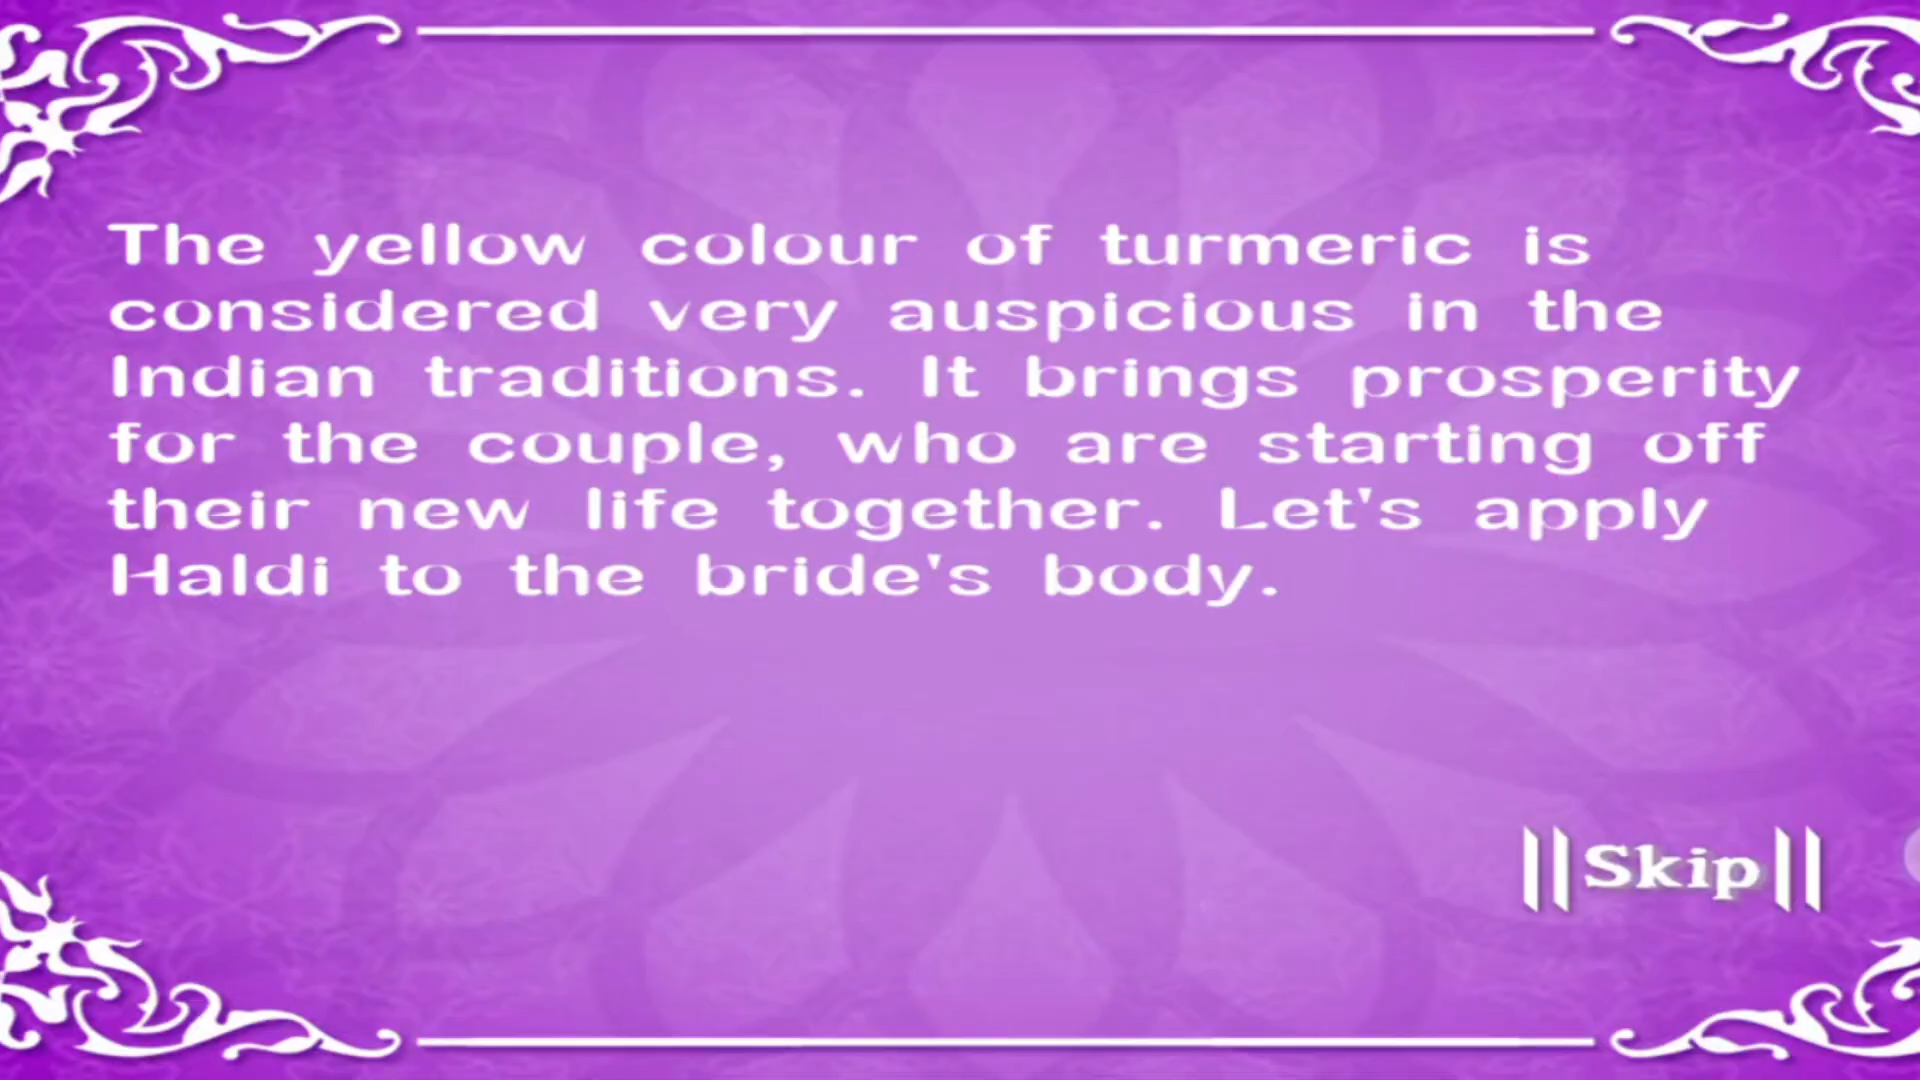 The yellow colour of turmeric is
considered very auspicious in the
Indian traditions. It brings prosperity
for the couple, who are starting off
their new life together. Let's apply
Haldi to the bride's body.
||Skip||